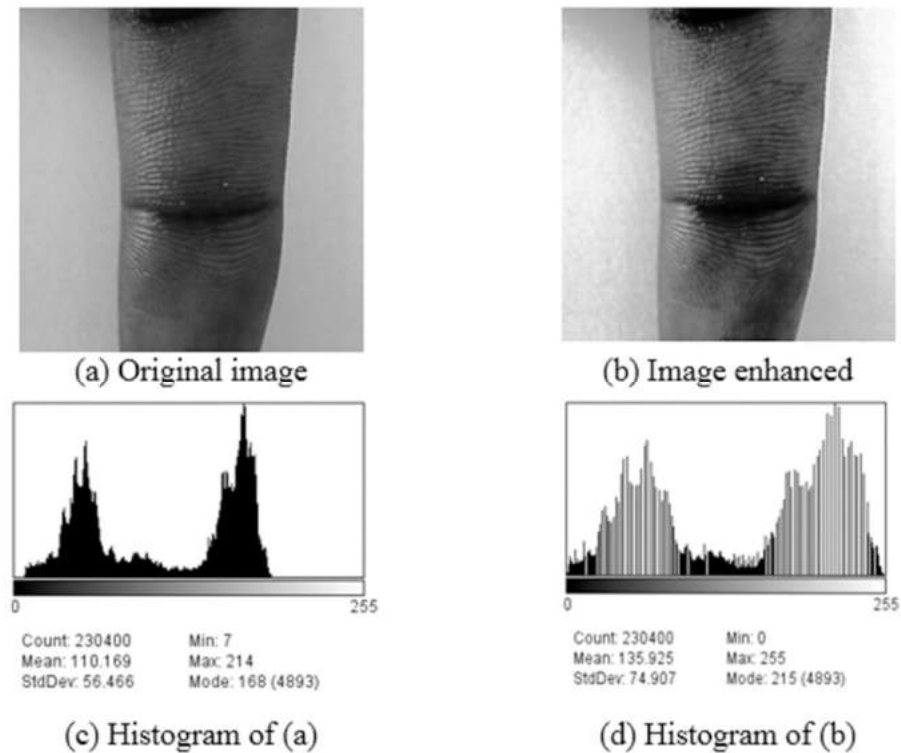 (a) Original image
(b) Image enhanced
0 255
Count: 230400 Min: 7
Mean: 110.169 Max: 214
StdDev: 56.466 Mode: 168 (4893)
(c) Histogram of (a)
0 255
Count: 230400 Min: 0
Mean: 135.925 Max: 255
StdDev: 74.907 Mode: 215 (4893)
(d) Histogram of (b)